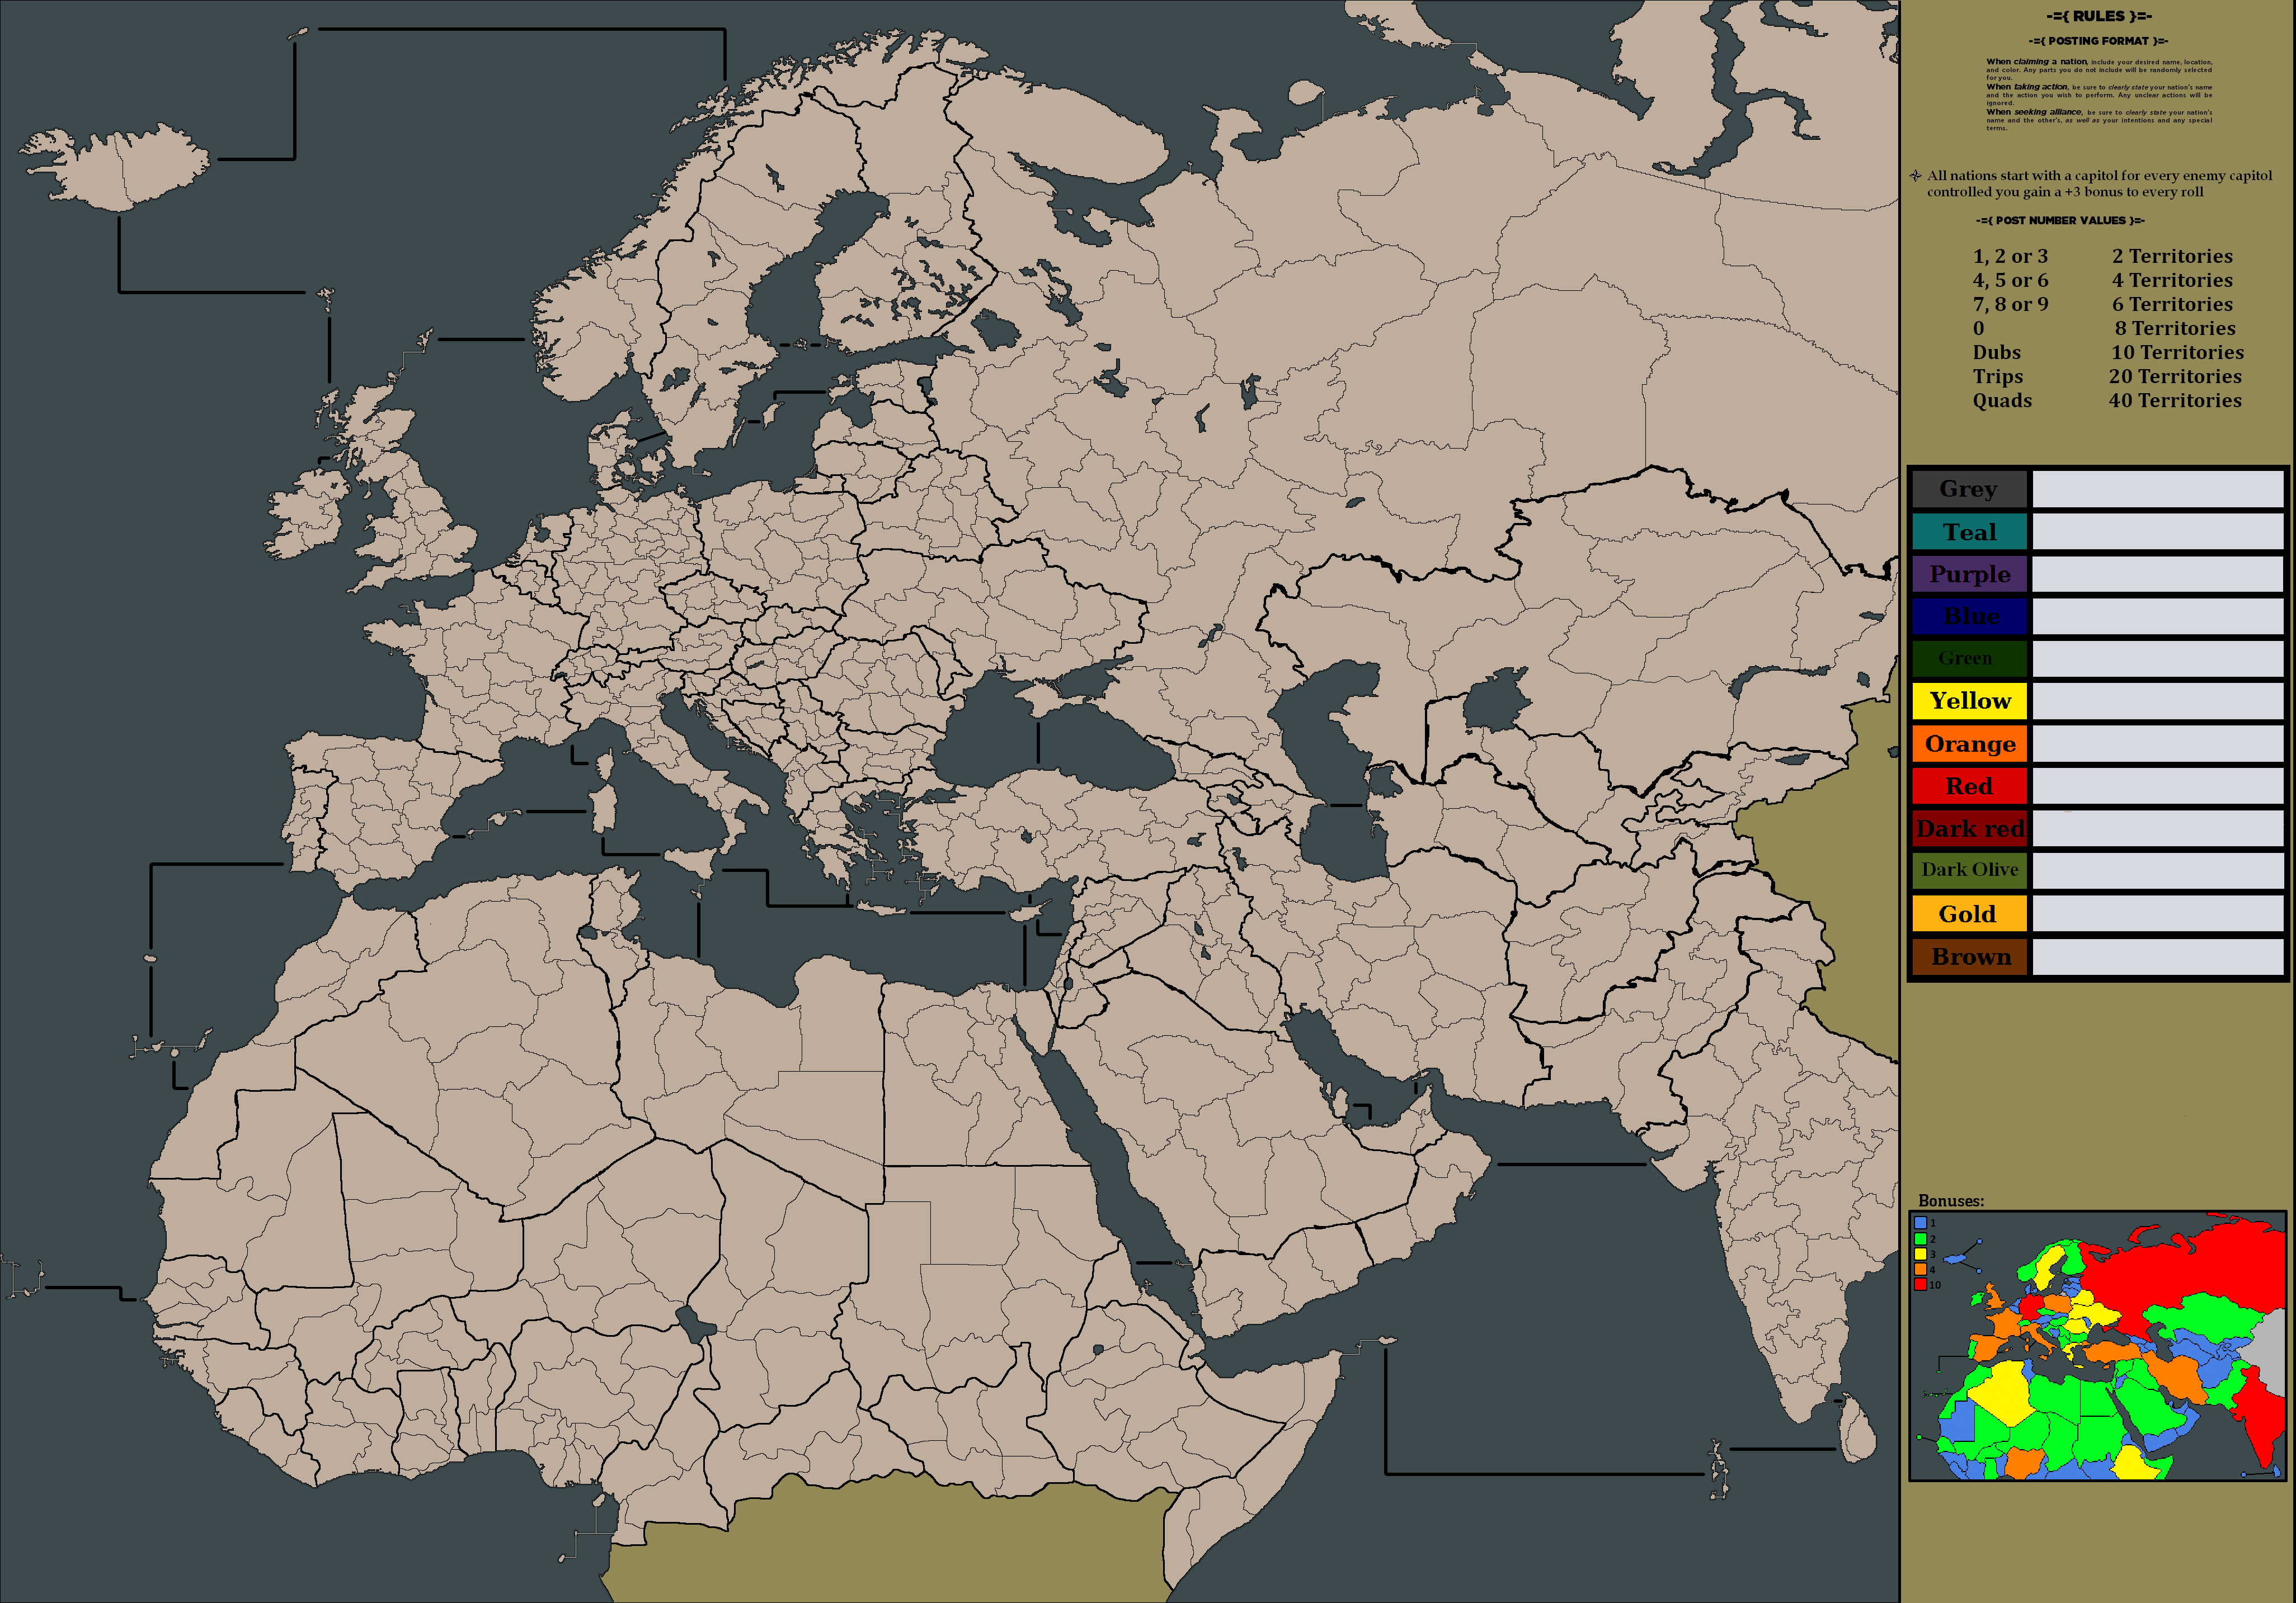 -={ RULES }=-
-={ POSTING FORMAT }=-
When claiming a nation, include your desired name, location,
and color. Any parts you do not include will be randomly selected
for you.
When taking action, be sure to clearly state your nation's name
and the action you wish to perform. Any unclear actions will be
ignored.
When seeking alliance, be sure to clearly state your nation's
name and the other's, as well as your intentions and any special
terms.
All nations start with a capitol for every enemy capitol
controlled you gain a +3 bonus to every roll
-={ POST NUMBER VALUES }=-
1, 2 or 3 2 Territories
4, 5 or 6 4 Territories
7, 8 or 9 6 Territories
0 8 Territories
Dubs 10 Territories
Trips 20 Territories
Quads 40 Territories
Grey
Teal
Purple
Blue
Green
Yellow
Orange
Red
Dark red
Dark Olive
Gold
Brown
Bonuses:
1
2
3
4
10